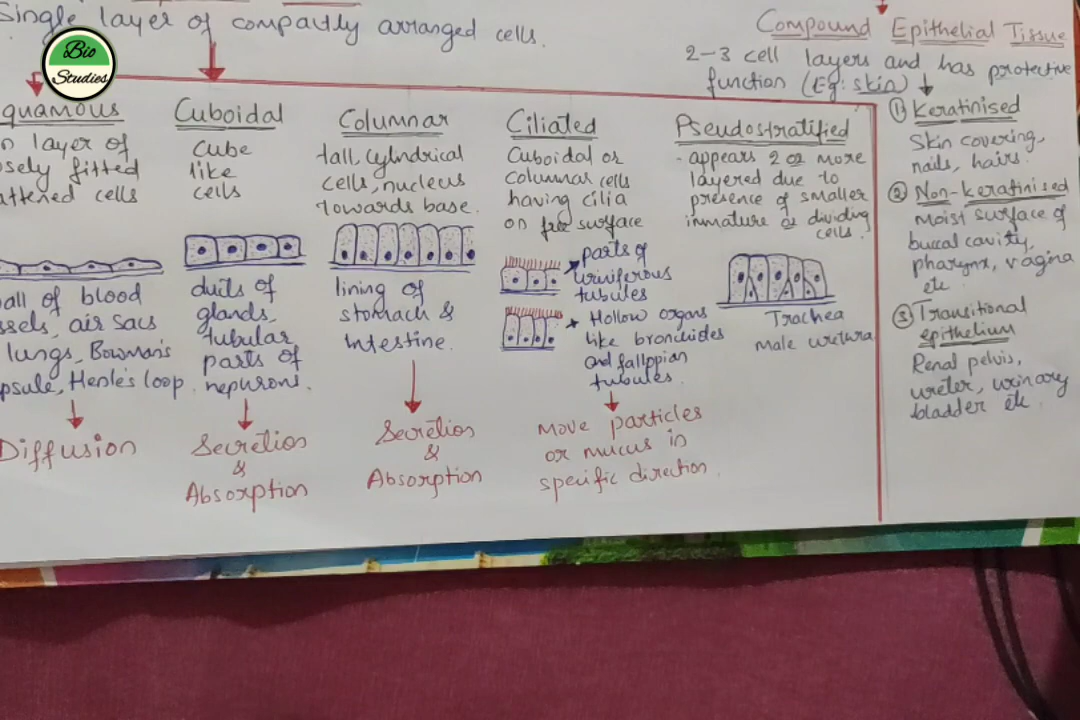 Single layer of compactly arranged cells.
Bio
Studies
Compound Epithelial Tissue
2-3 cell layers and has protective
function (Eg: skin)
quamous
n layer of
osely fitted
attened cells
all of blood
ssels, air sacs
lungs, Bowman's
psule, Henle's loop.
Diffusion
Cuboidal
Cube
like
cells
duits of
glands,
tubular
parts of
nephrons.
Secretion
&
Absorption
Columnar
tall, cylindrical
cells, nucleus
towards base.
lining of
stomach &
Intestine.
Secretion
&
Absorption
Ciliated
Cuboidal or
columnar cells
having cilia
on free surface
parts of
uriniferous
tubules
Hollow organs
like bronchides
and fallopian
tubules.
Move particles
or mucus in
specific direction.
Pseudostratified
- appears 2 or more
layered due to
presence of smaller
immature or dividing
cells.
Trachea
male urethra
① Keratinised
Skin covering,
nails, hairs.
② Non-keratinised
Moist surface of
buccal cavity,
pharynx, vagina
etc
③ Transitional
epithelium
Renal pelvis,
ureter, urinary
bladder etc.